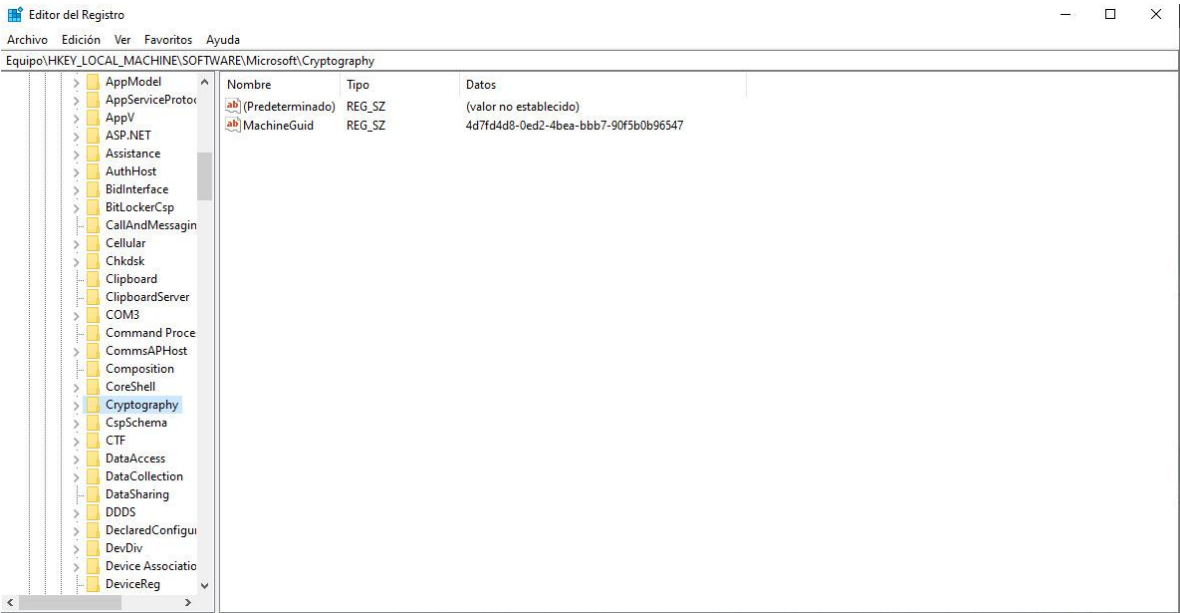 Editor del Registro
Archivo Edición Ver Favoritos Ayuda
Equipo\HKEY_LOCAL_MACHINE\SOFTWARE\Microsoft\Cryptography
AppModel
AppServiceProtoc
AppV
ASP.NET
Assistance
AuthHost
BidInterface
BitLockerCsp
CallAndMessagin
Cellular
Chkdsk
Clipboard
ClipboardServer
COM3
Command Proce
CommsAPHost
Composition
CoreShell
Cryptography
CspSchema
CTF
DataAccess
DataCollection
DataSharing
DDDS
DeclaredConfigur
DevDiv
Device Associatio
DeviceReg
Nombre Tipo Datos
(Predeterminado) REG_SZ (valor no establecido)
MachineGuid REG_SZ 4d7fd4d8-0ed2-4bea-bbb7-90f5b0b96547